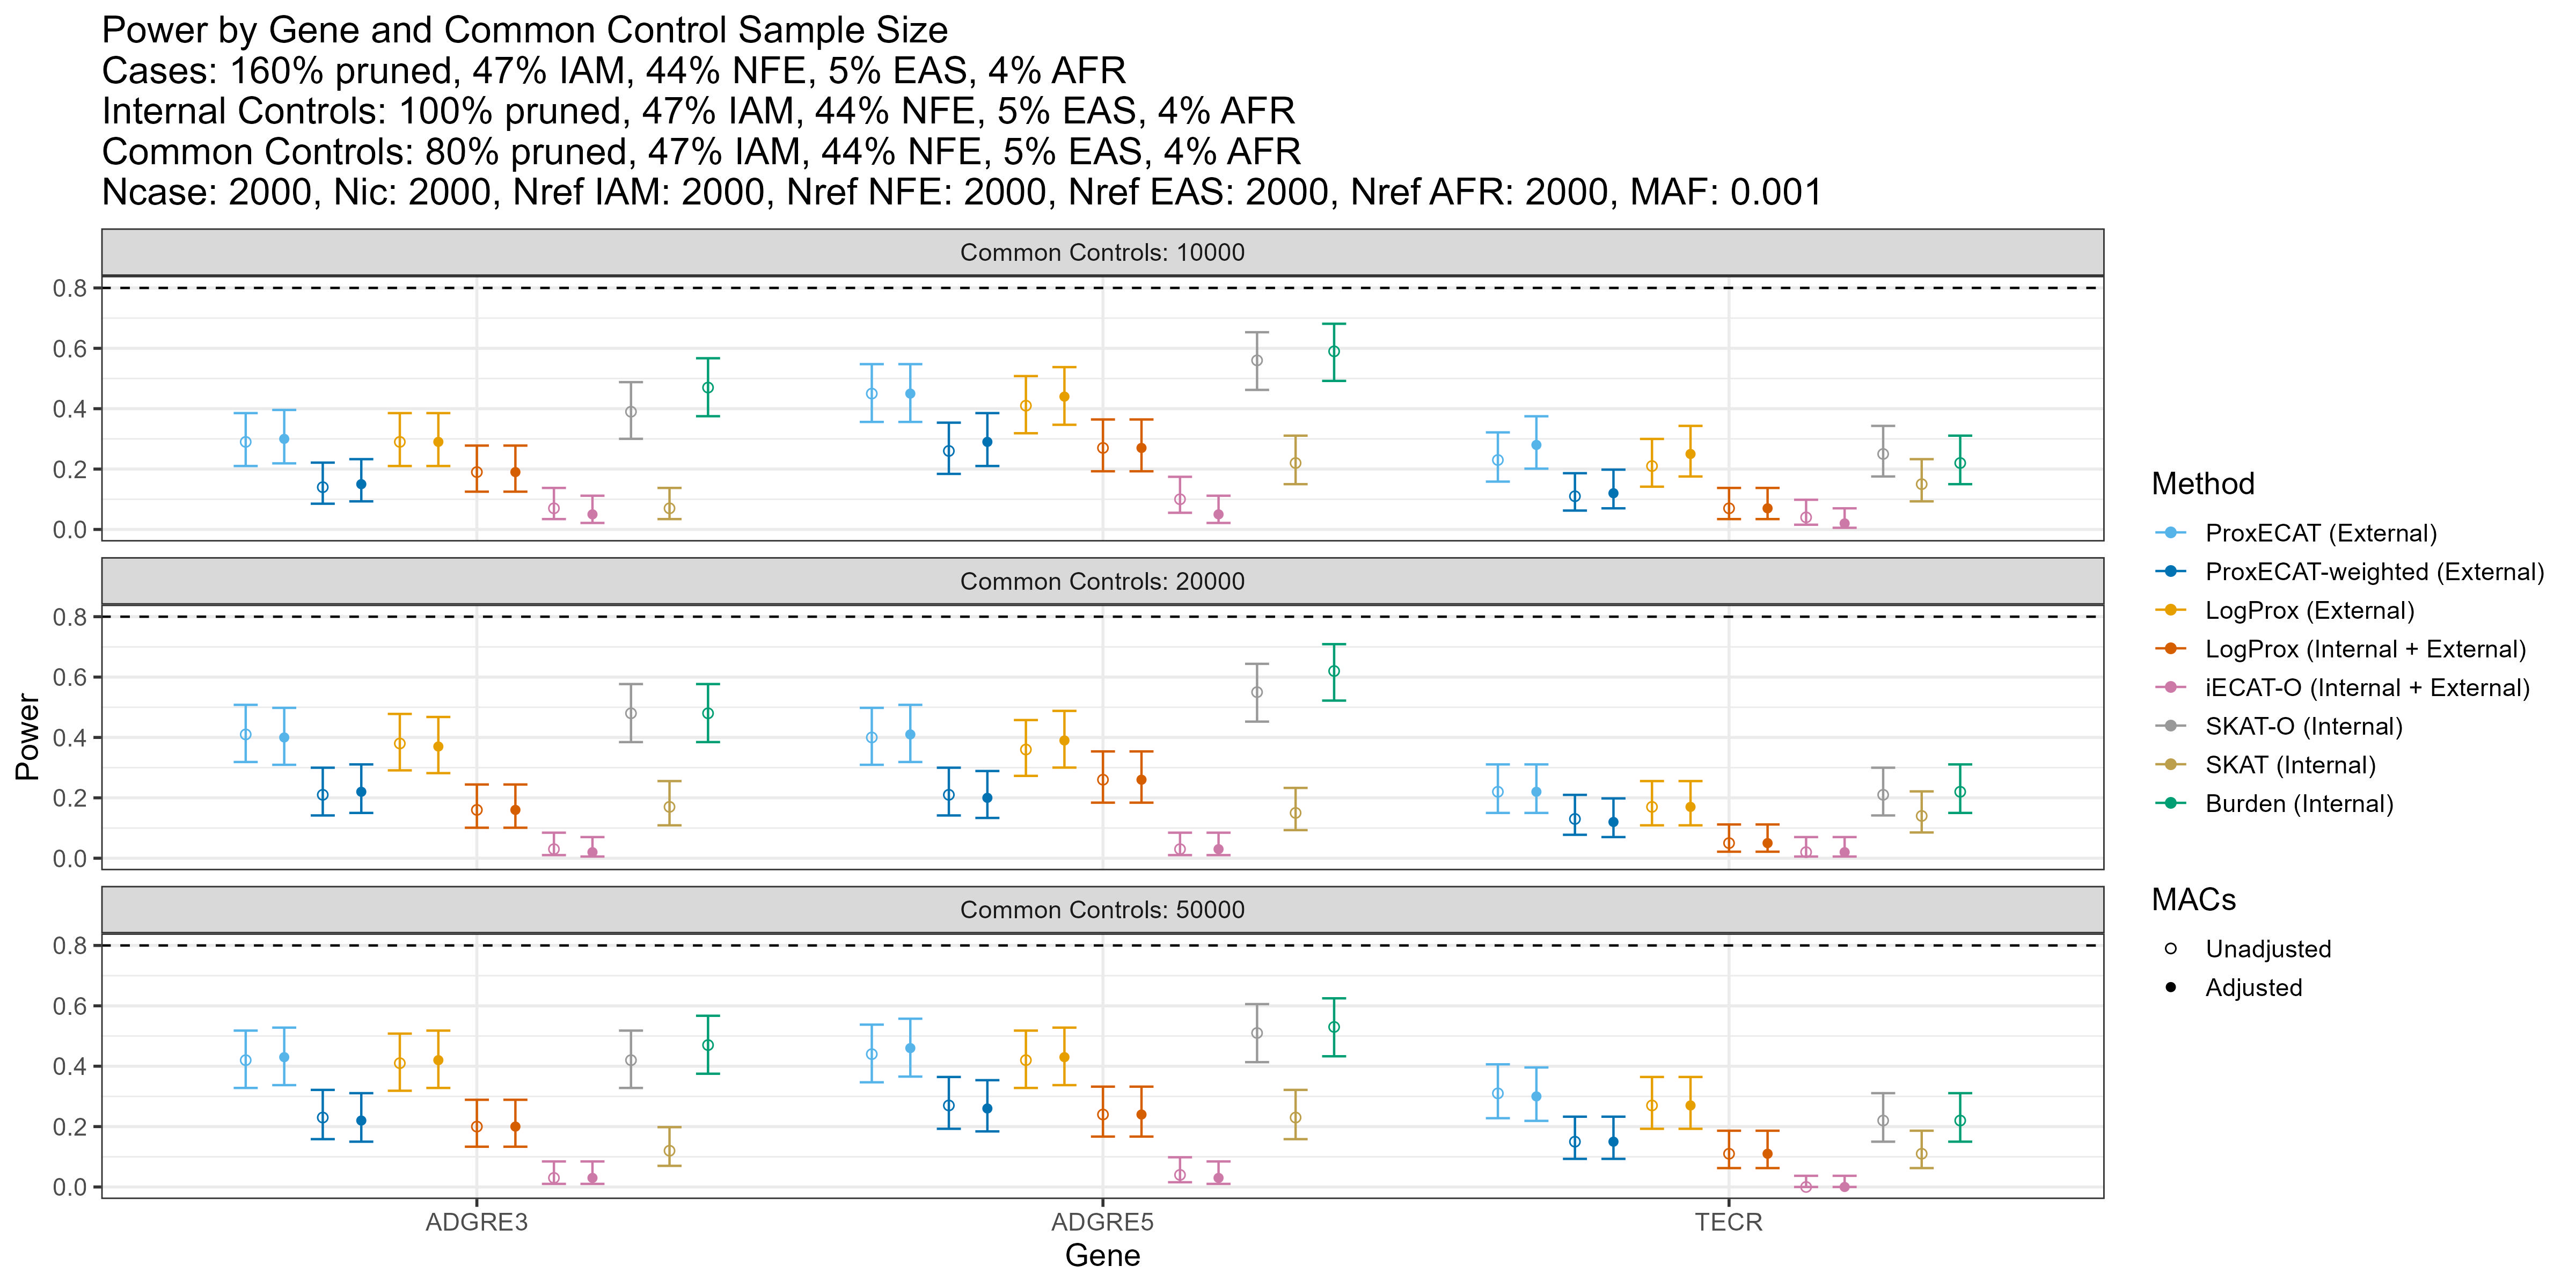 Power by Gene and Common Control Sample Size
Cases: 160% pruned, 47% IAM, 44% NFE, 5% EAS, 4% AFR
Internal Controls: 100% pruned, 47% IAM, 44% NFE, 5% EAS, 4% AFR
Common Controls: 80% pruned, 47% IAM, 44% NFE, 5% EAS, 4% AFR
Ncase: 2000, Nic: 2000, Nref IAM: 2000, Nref NFE: 2000, Nref EAS: 2000, Nref AFR: 2000, MAF: 0.001
Common Controls: 10000
0.8
0.6
0.4
0.2
0.0
Common Controls: 20000
0.8
0.6
0.4
0.2
0.0
Common Controls: 50000
0.8
0.6
0.4
0.2
0.0
Power
ADGRE3
ADGRE5
TECR
Gene
Method
ProxECAT (External)
ProxECAT-weighted (External)
LogProx (External)
LogProx (Internal + External)
iECAT-O (Internal + External)
SKAT-O (Internal)
SKAT (Internal)
Burden (Internal)
MACs
Unadjusted
Adjusted